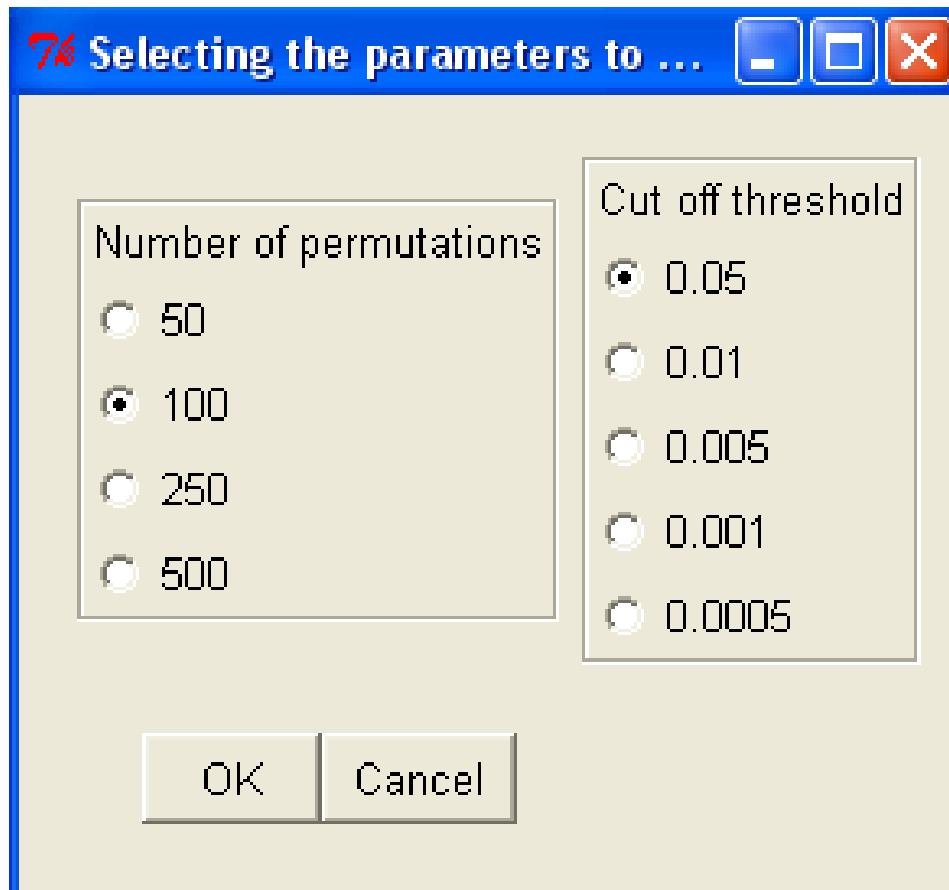 Selecting the parameters to ...
Number of permutations
50
100
250
500
Cut off threshold
0.05
0.01
0.005
0.001
0.0005
OK
Cancel